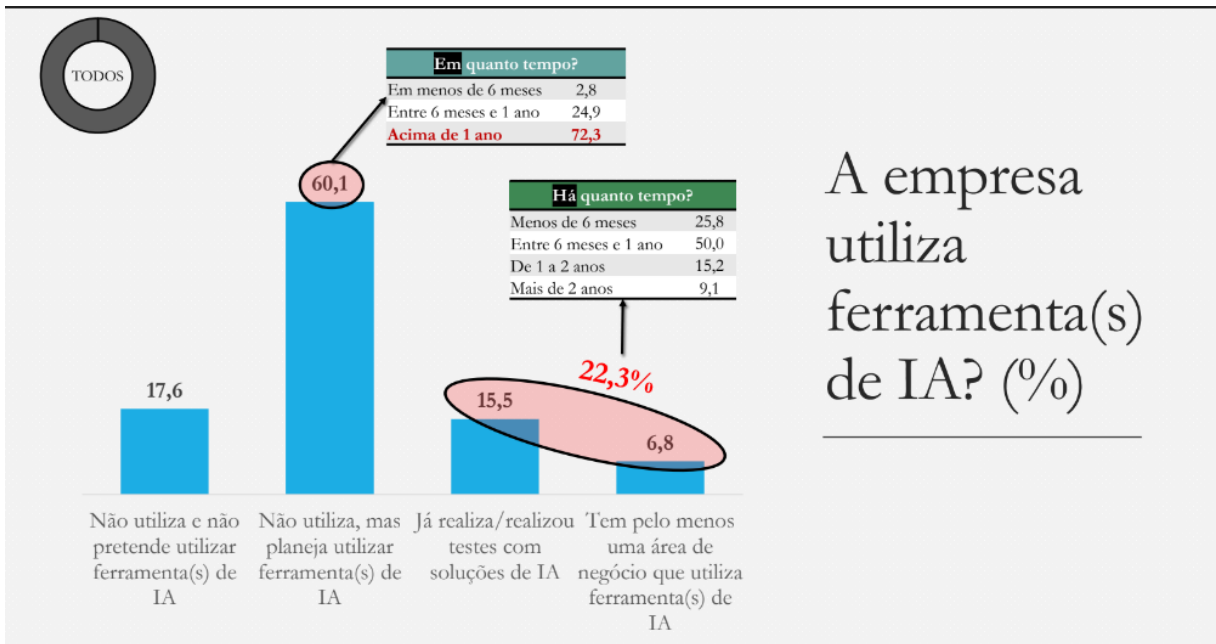 TODOS
Em quanto tempo?
Em menos de 6 meses 2,8
Entre 6 meses e 1 ano 24,9
Acima de 1 ano 72,3
60,1
Há quanto tempo?
Menos de 6 meses 25,8
Entre 6 meses e 1 ano 50,0
De 1 a 2 anos 15,2
Mais de 2 anos 9,1
22,3%
17,6
15,5
6,8
Não utiliza e não
pretende utilizar
ferramenta(s) de
IA
Não utiliza, mas
planeja utilizar
ferramenta(s) de
IA
Já realiza/realizou
testes com
soluções de IA
Tem pelo menos
uma área de
negócio que utiliza
ferramenta(s) de
IA
A empresa
utiliza
ferramenta(s)
de IA? (%)